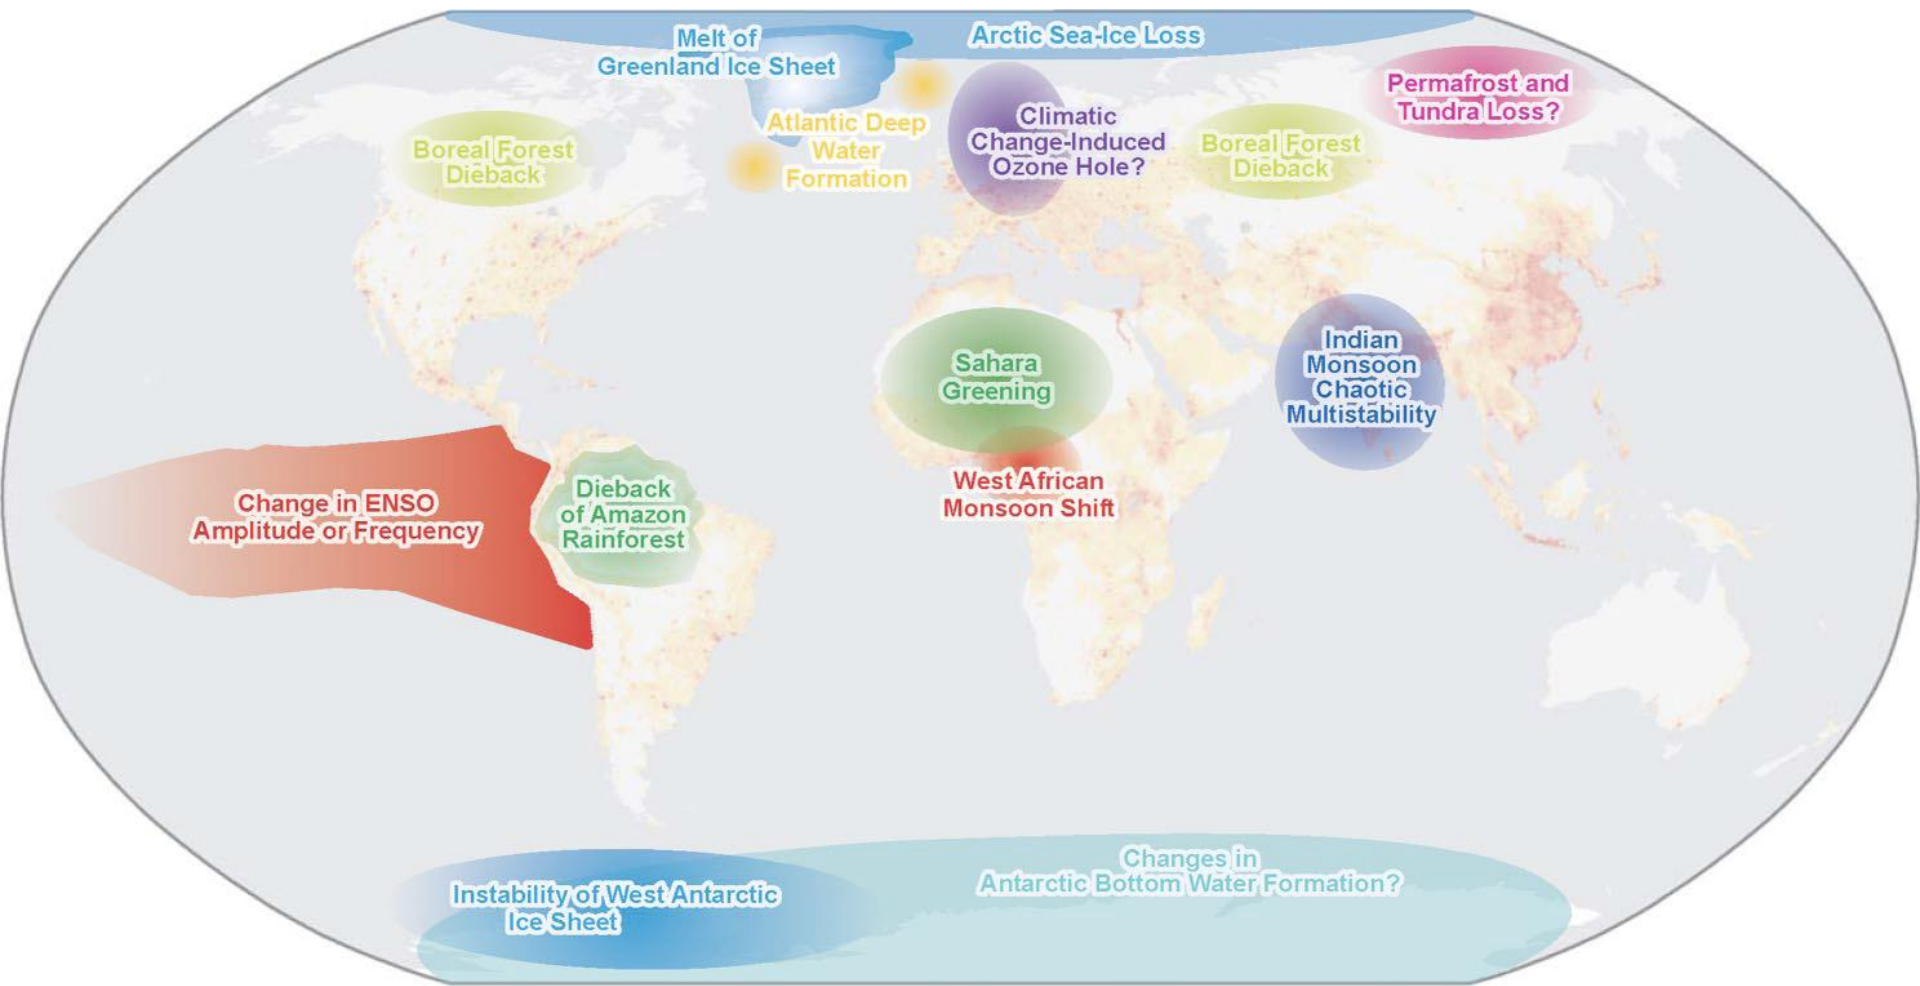 Melt of
Greenland Ice Sheet
Arctic Sea-Ice Loss
Permafrost and
Tundra Loss?
Boreal Forest
Dieback
Atlantic Deep
Water
Formation
Climatic
Change-Induced
Ozone Hole?
Boreal Forest
Dieback
Sahara
Greening
Indian
Monsoon
Chaotic
Multistability
West African
Monsoon Shift
Change in ENSO
Amplitude or Frequency
Dieback
of Amazon
Rainforest
Instability of West Antarctic
Ice Sheet
Changes in
Antarctic Bottom Water Formation?